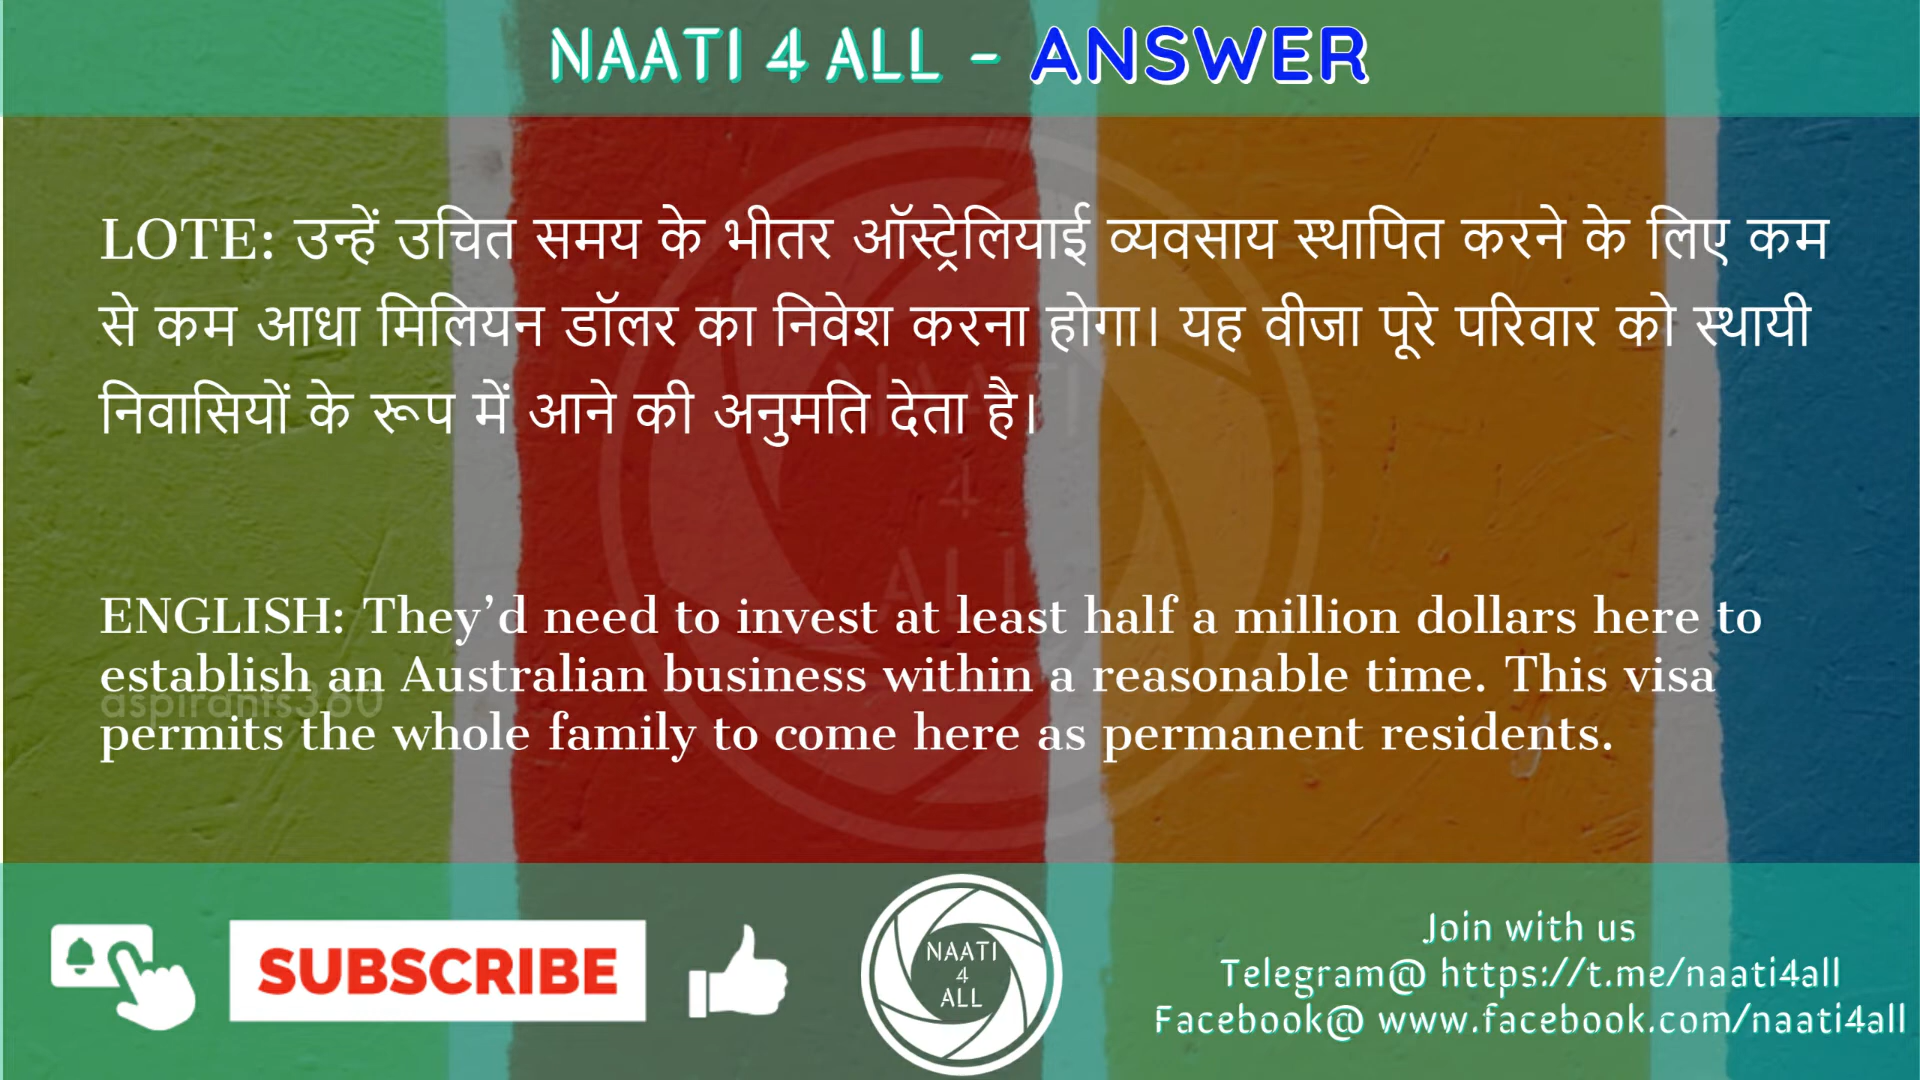 NAATI 4 ALL - ANSWER
LOTE: उन्हें उचित समय के भीतर ऑस्ट्रेलियाई व्यवसाय स्थापित करने के लिए कम
से कम आधा मिलियन डॉलर का निवेश करना होगा। यह वीजा पूरे परिवार को स्थायी
निवासियों के रूप में आने की अनुमति देता है।
NAATI
4
ALL
ENGLISH: They’d need to invest at least half a million dollars here to
establish an Australian business within a reasonable time. This visa
aspirants360
permits the whole family to come here as permanent residents.
SUBSCRIBE
NAATI
4
ALL
Join with us
Telegram@ https://t.me/naati4all
Facebook@ www.facebook.com/naati4all